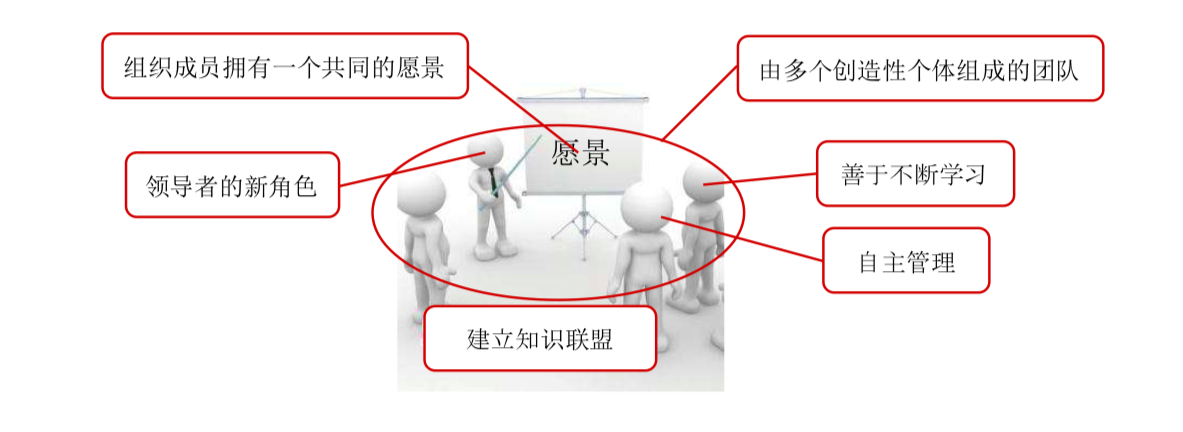 组织成员拥有一个共同的愿景
由多个创造性个体组成的团队
愿景
领导者的新角色
善于不断学习
自主管理
建立知识联盟